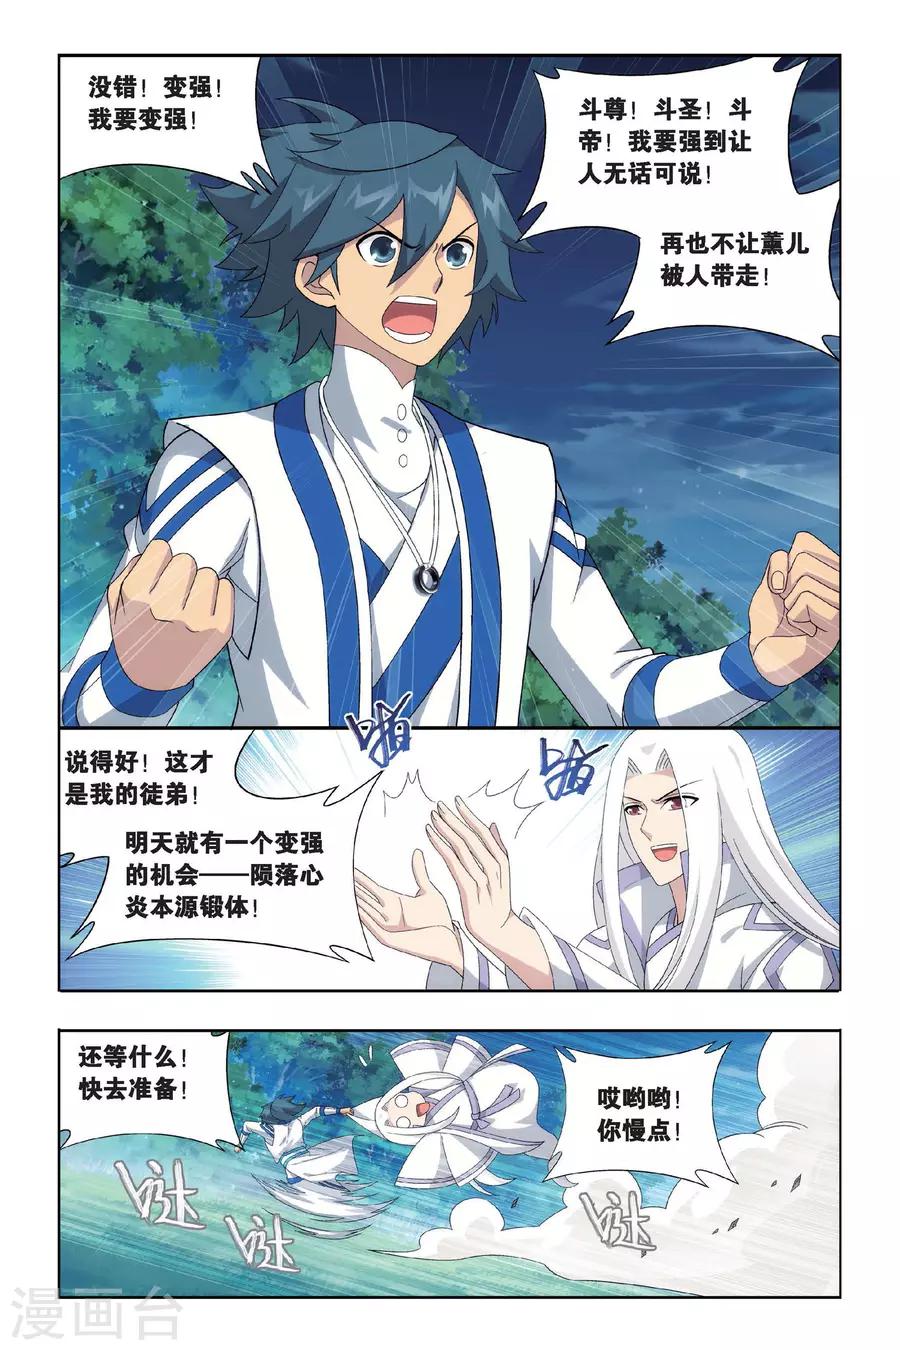 没错！变强！
我要变强！
斗尊！斗圣！斗
帝！我要强到让
人无话可说！
再也不让薰儿
被人带走！
啪
啪
说得好！这才
是我的徒弟！
明天就有一个变强
的机会——陨落心
炎本源锻体！
还等什么！
快去准备！
哎哟哟！
你慢点！
哒
哒
哒
漫画台